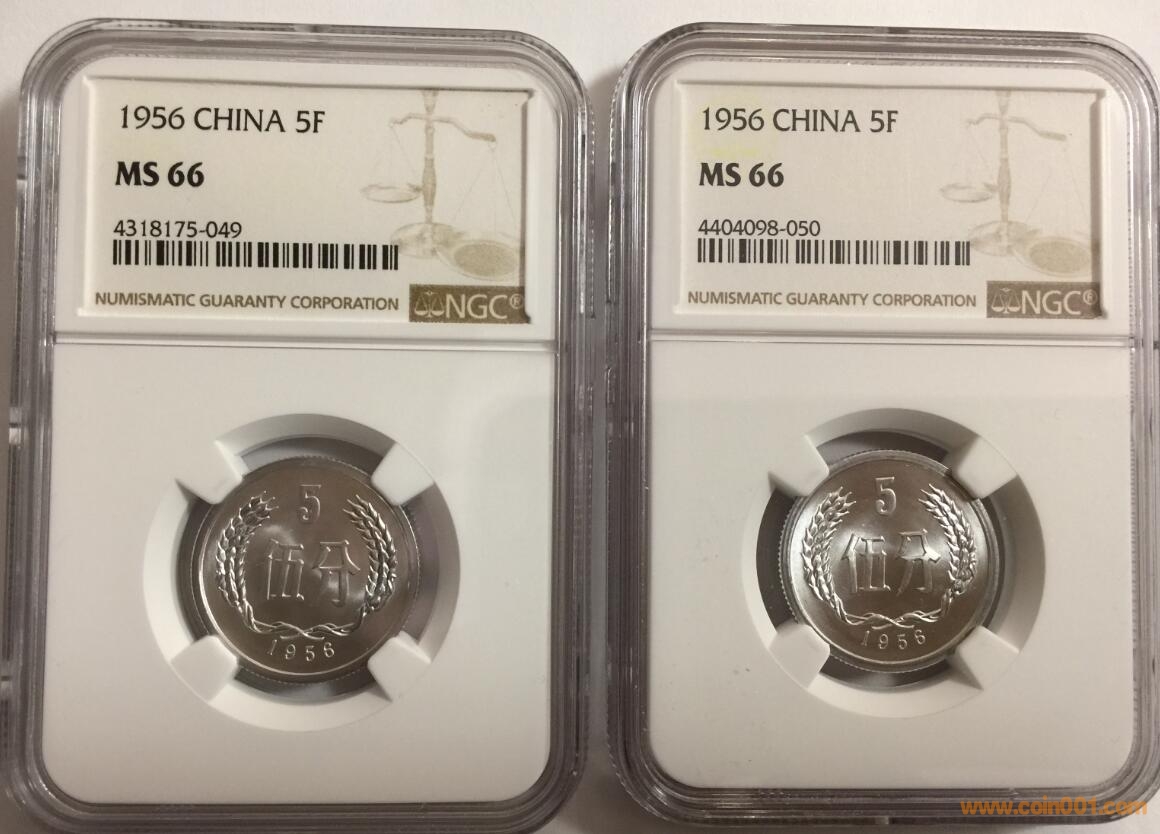 1956 CHINA 5F
MS 66
4318175-049
NUMISMATIC GUARANTY CORPORATION
NGC®
5
伍分
1956
1956 CHINA 5F
MS 66
4404098-050
NUMISMATIC GUARANTY CORPORATION
NGC®
5
伍分
1956
www.coin001.com